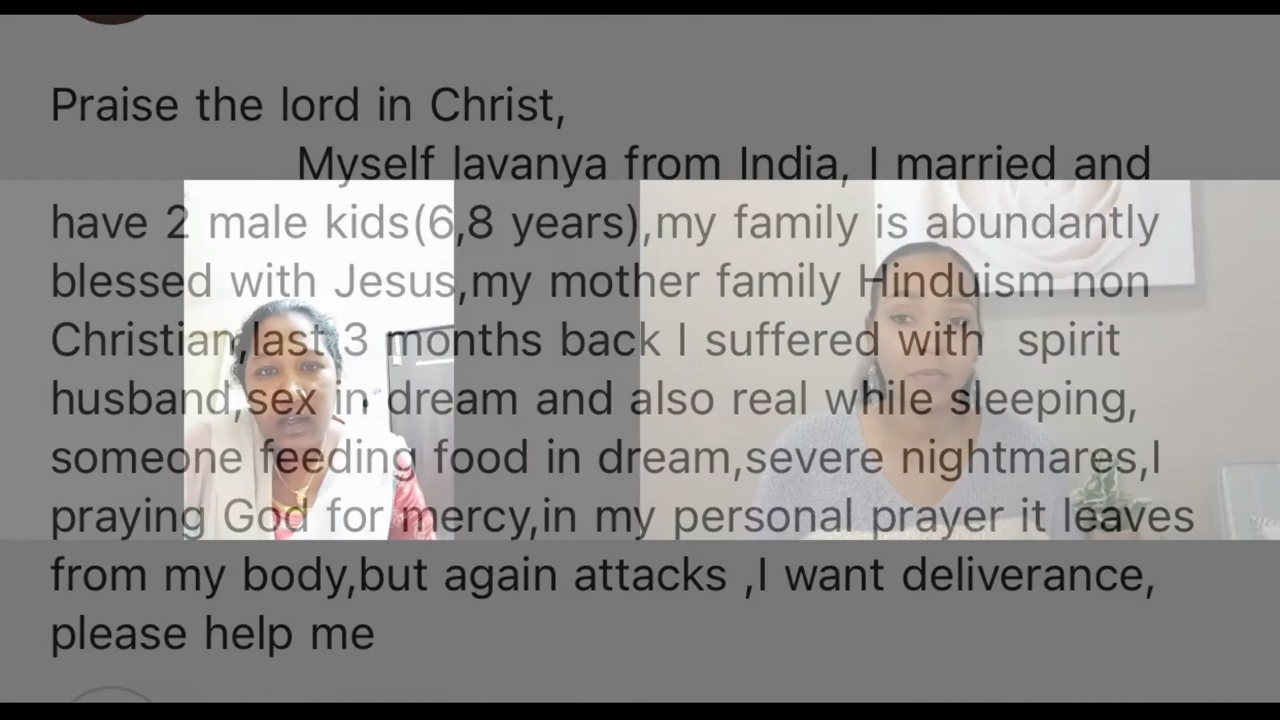 Praise the lord in Christ,
Myself lavanya from India, I married and
have 2 male kids(6,8 years),my family is abundantly
blessed with Jesus,my mother family Hinduism non
Christian,last 3 months back I suffered with spirit
husband,sex in dream and also real while sleeping,
someone feeding food in dream,severe nightmares,I
praying God for mercy,in my personal prayer it leaves
from my body,but again attacks ,I want deliverance,
please help me